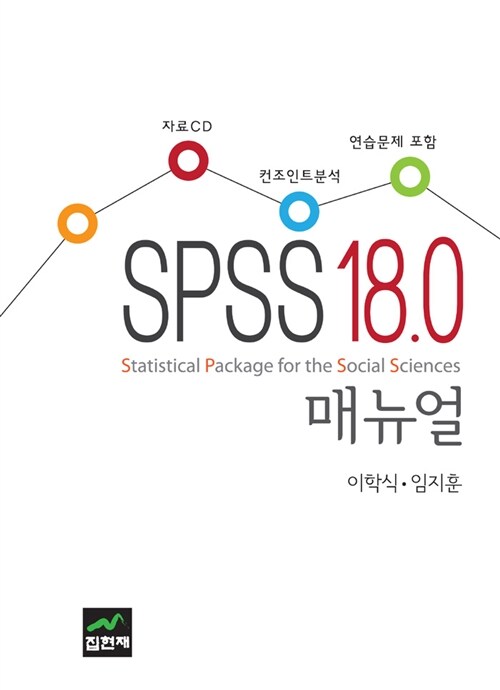 자료CD
연습문제 포함
컨조인트분석
SPSS 18.0
Statistical Package for the Social Sciences
매뉴얼
이학식·임지훈
집현재